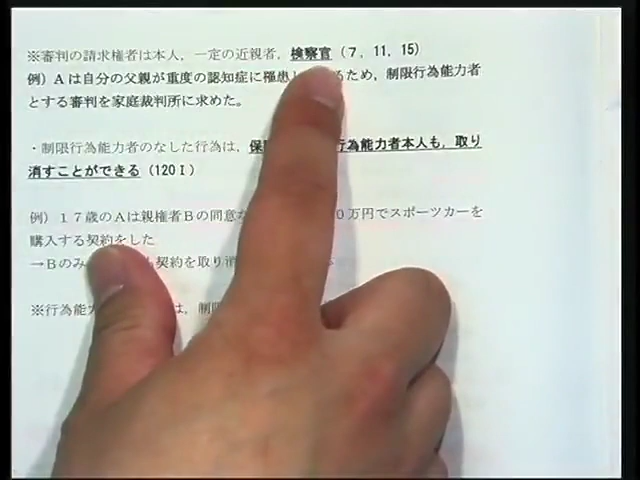 ※審判の請求権者は本人，一定の近親者，検察官（7，11，15）
例）Aは自分の父親が重度の認知症に罹患と るため，制限行為能力者
とする審判を家庭裁判所に求めた。
・制限行為能力者のなした行為は，保 行為能力者本人も，取り
消すことができる（120Ⅰ）
例）１７歳のAは親権者Bの同意な 0万円でスポーツカーを
購入する契約をした
→Bのみ 契約を取り消
※行為能力 は，制限